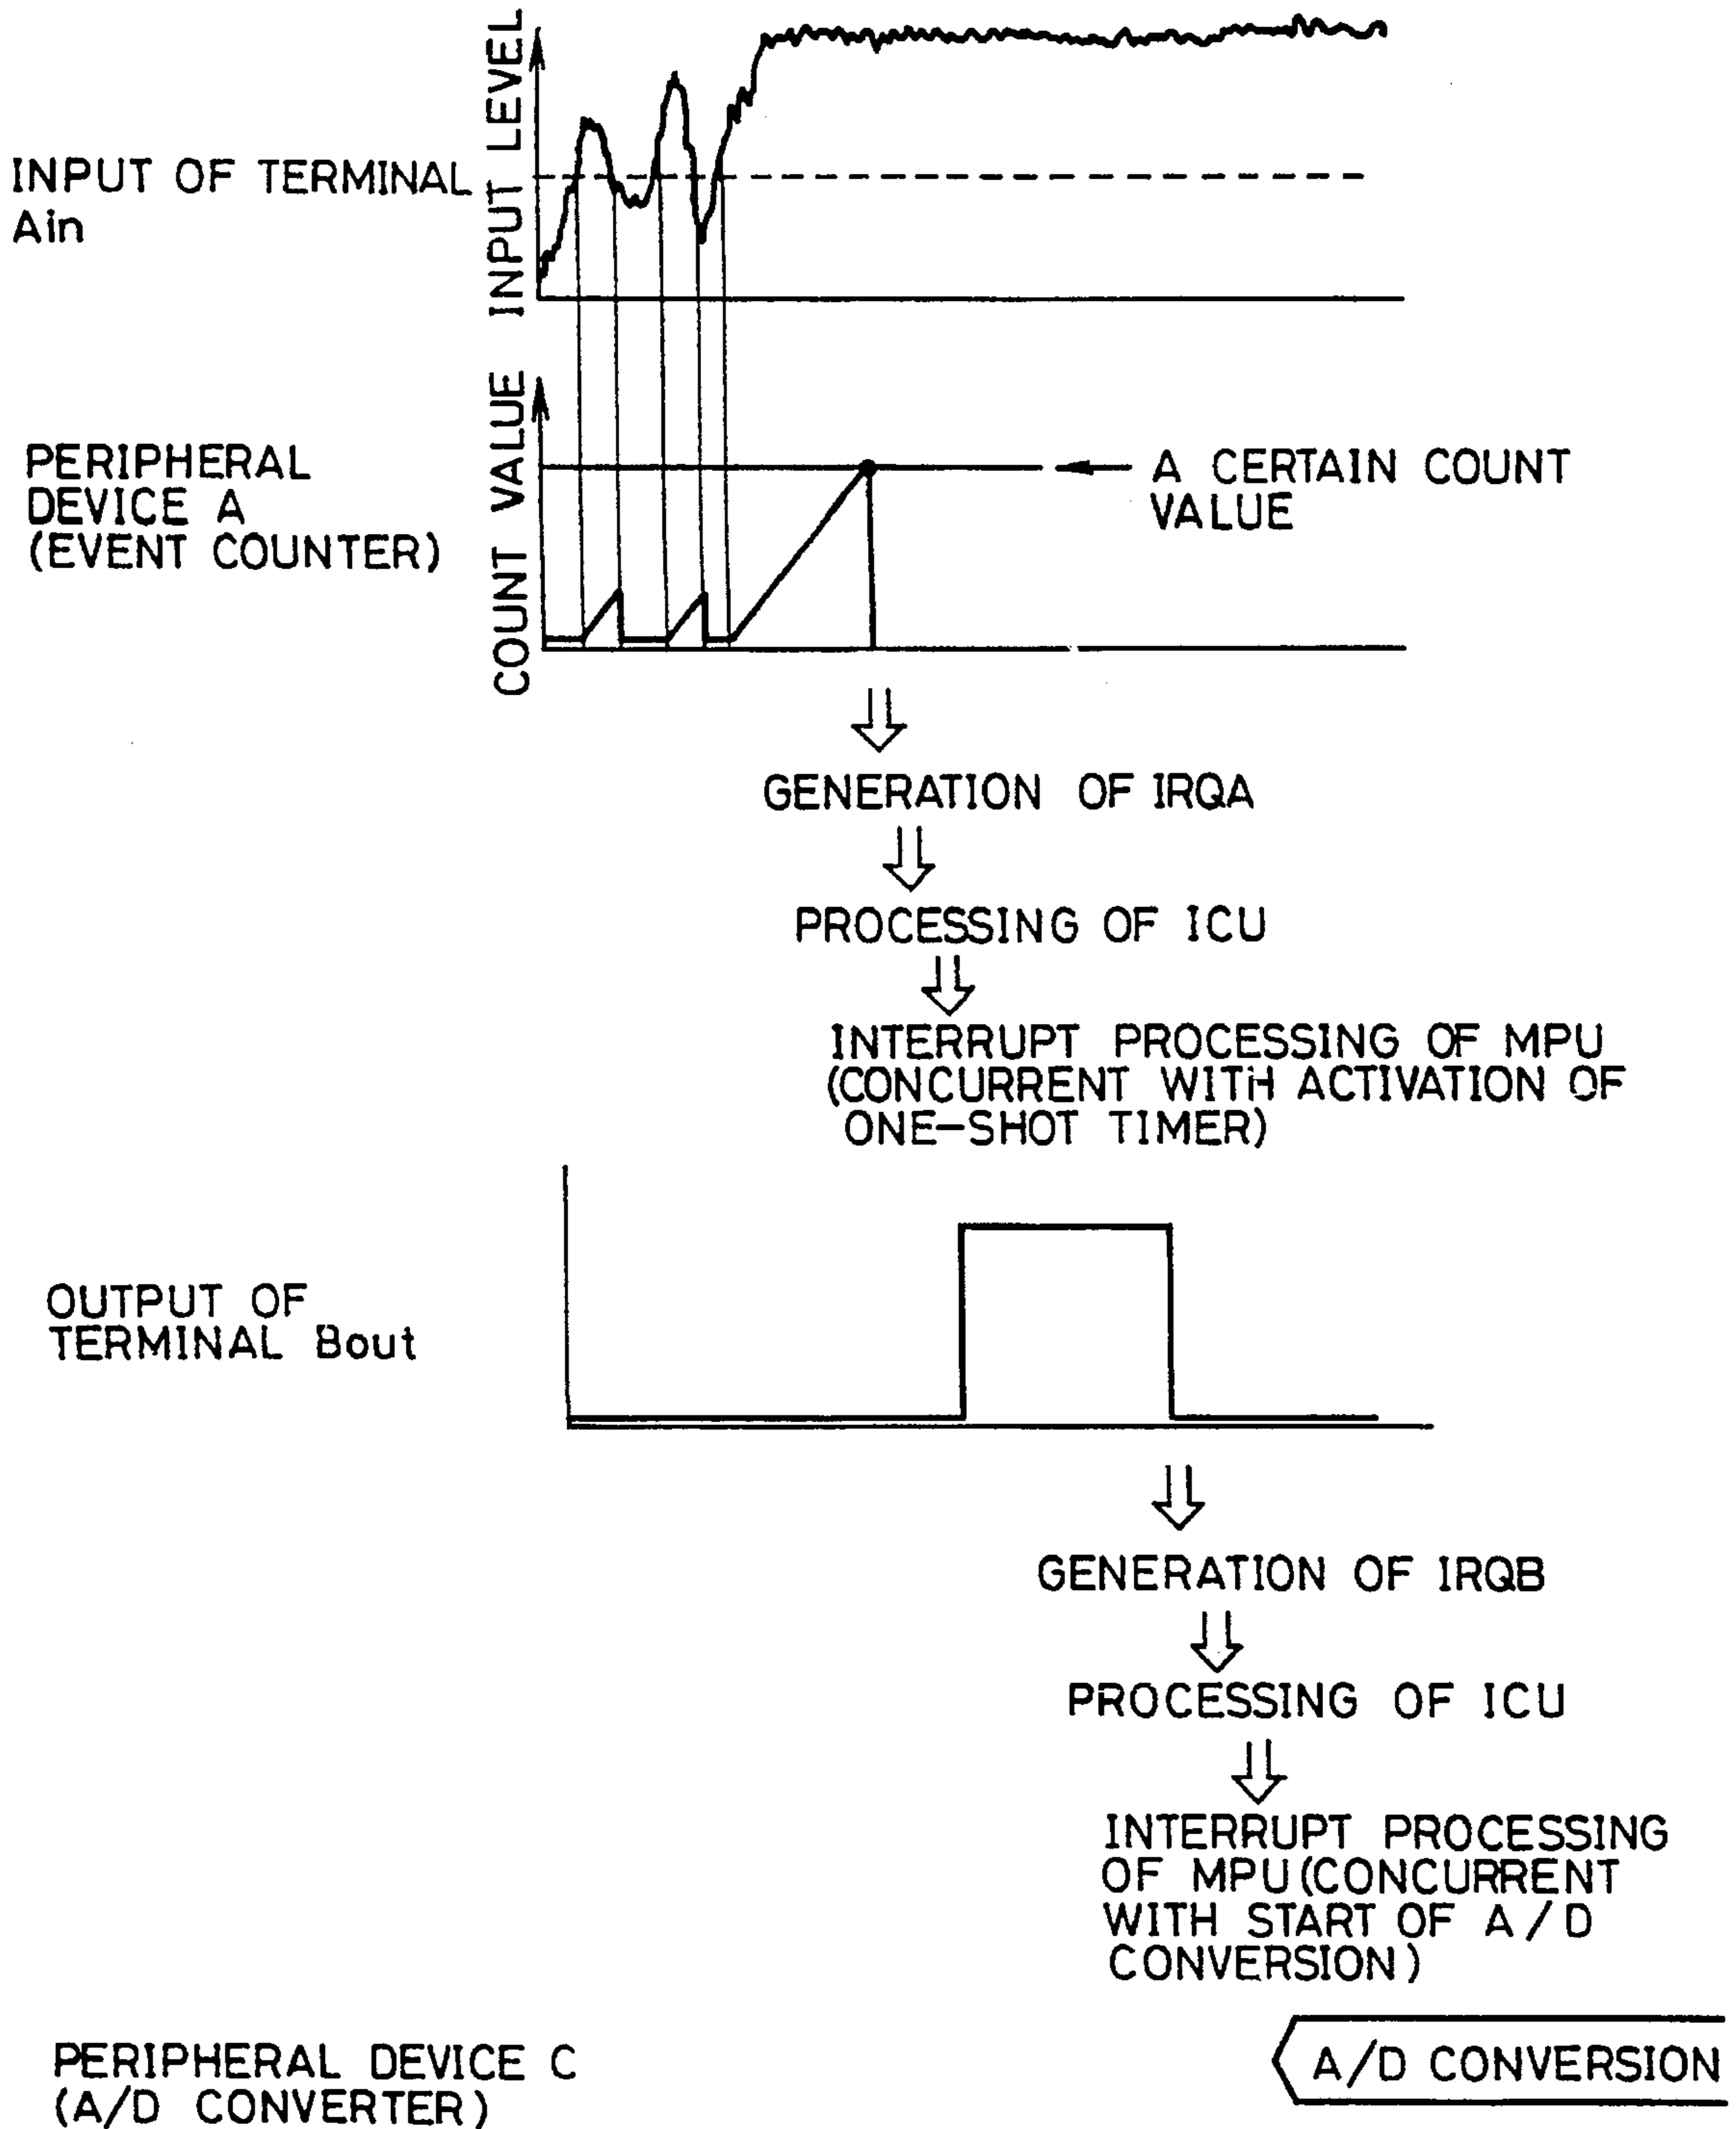 INPUT LEVEL
INPUT OF TERMINAL
Ain
COUNT VALUE
PERIPHERAL
DEVICE A
(EVENT COUNTER)
A CERTAIN COUNT
VALUE
GENERATION OF IRQA
PROCESSING OF ICU
INTERRUPT PROCESSING OF MPU
(CONCURRENT WITH ACTIVATION OF
ONE-SHOT TIMER)
OUTPUT OF
TERMINAL Bout
GENERATION OF IRQB
PROCESSING OF ICU
INTERRUPT PROCESSING
OF MPU(CONCURRENT
WITH START OF A/D
CONVERSION)
PERIPHERAL DEVICE C
(A/D CONVERTER)
A/D CONVERSION